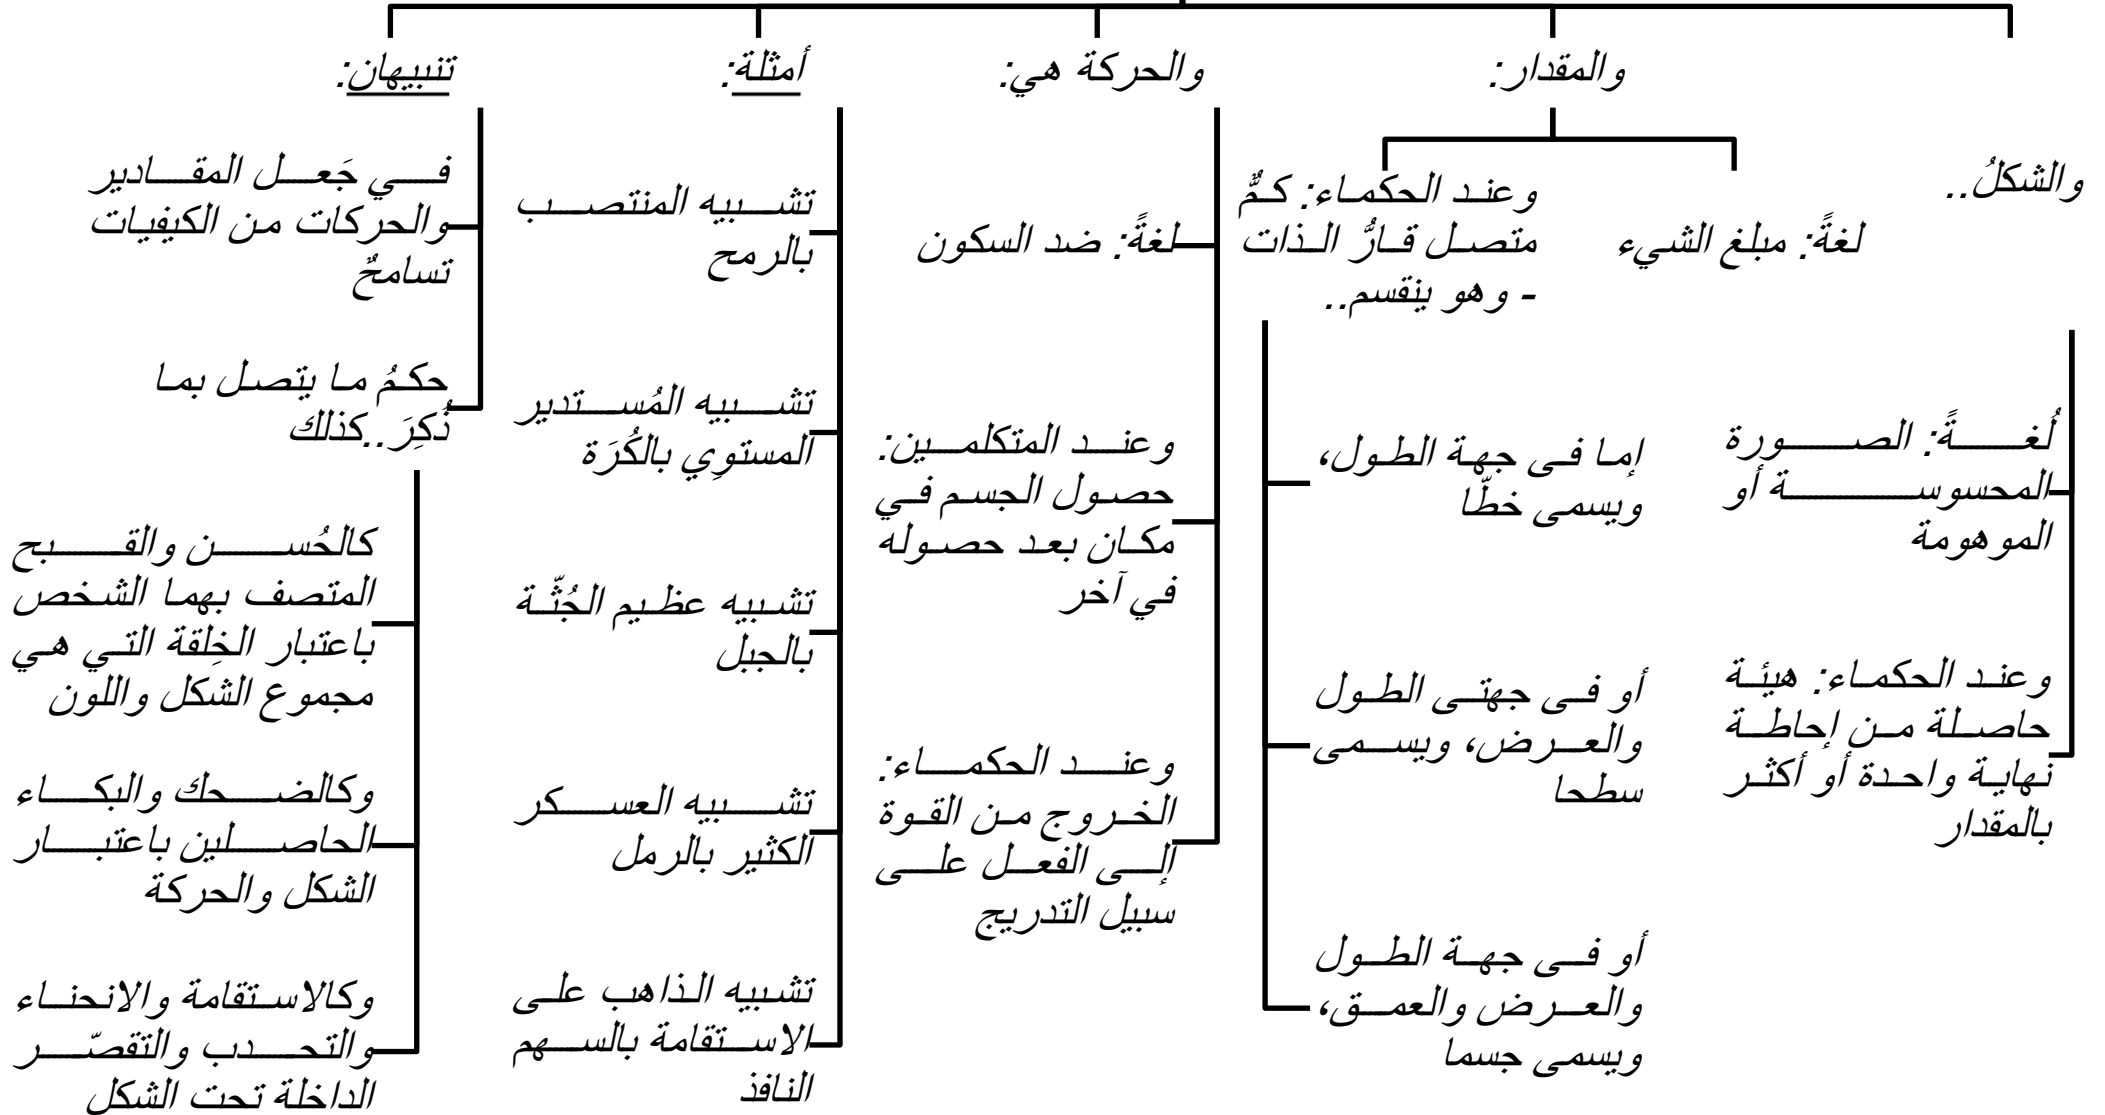 والشكلُ..
لُغةً: الصورة
المحسوسة أو
الموهومة
وعند الحكماء: هيئة
حاصلة من إحاطة
نهاية واحدة أو أكثر
بالمقدار
والمقدار:
لغةً: مبلغ الشيء
وعند الحكماء: كمٌّ
متصل قارُّ الذات
- وهو ينقسم..
إما فى جهة الطول،
ويسمى خطّا
أو فى جهتى الطول
والعرض، ويسمى
سطحا
أو فى جهة الطول
والعرض والعمق،
ويسمى جسما
والحركة هي:
لغةً: ضد السكون
وعند المتكلمين:
حصول الجسم في
مكان بعد حصوله
في آخر
وعند الحكماء:
الخروج من القوة
إلى الفعل على
سبيل التدريج
أمثلة:
تشبيه المنتصب
بالرمح
تشبيه المُستدير
المستوِي بالكُرَة
تشبيه عظيم الجُثّة
بالجبل
تشبيه العسكر
الكثير بالرمل
تشبيه الذاهب على
الاستقامة بالسهم
النافذ
تنبيهان:
في جَعل المقادير
والحركات من الكيفيات
تسامحٌ
حكمُ ما يتصل بما
ذُكِرَ..كذلك
كالحُسن والقبح
المتصف بهما الشخص
باعتبار الخِلقة التي هي
مجموع الشكل واللون
وكالضحك والبكاء
الحاصلين باعتبار
الشكل والحركة
وكالاستقامة والانحناء
والتحدب والتقصّر
الداخلة تحت الشكل